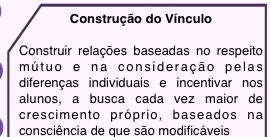 Construção do Vínculo
Construir relações baseadas no respeito
mútuo e na consideração pelas
diferenças individuais e incentivar nos
alunos, a busca cada vez maior de
crescimento próprio, baseados na
consciência de que são modificáveis